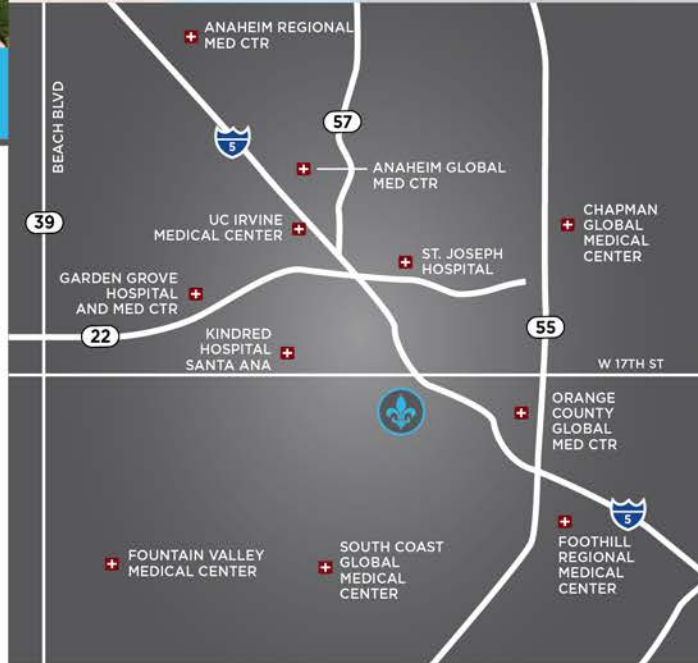 ANAHEIM REGIONAL
MED CTR
BEACH BLVD
57
5
ANAHEIM GLOBAL
MED CTR
39
UC IRVINE
MEDICAL CENTER
CHAPMAN
GLOBAL
MEDICAL
CENTER
ST. JOSEPH
HOSPITAL
GARDEN GROVE
HOSPITAL
AND MED CTR
22
55
KINDRED
HOSPITAL
SANTA ANA
W 17TH ST
ORANGE
COUNTY
GLOBAL
MED CTR
5
FOUNTAIN VALLEY
MEDICAL CENTER
SOUTH COAST
GLOBAL
MEDICAL
CENTER
FOOTHILL
REGIONAL
MEDICAL
CENTER